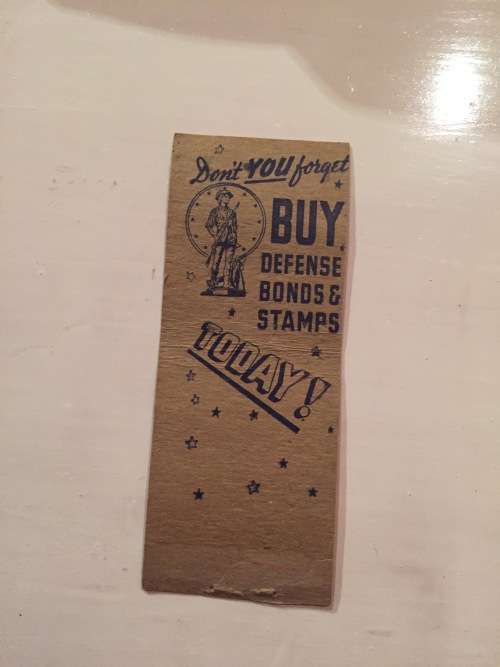 Don't YOU forget
BUY
DEFENSE
BONDS &
STAMPS
TODAY!